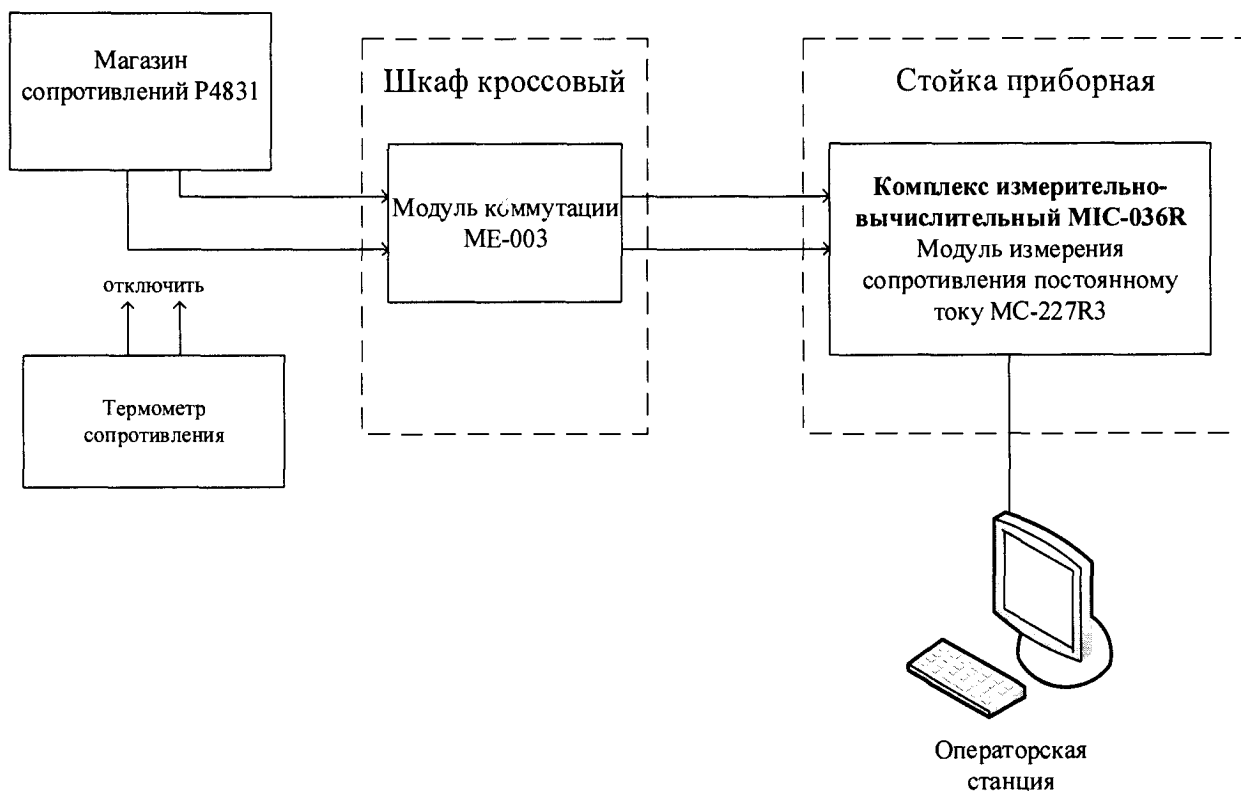 Магазин
сопротивлений Р4831
Шкаф кроссовый
Стойка приборная
Модуль коммутации
МЕ-003
Комплекс измерительно-
вычислительный MIC-036R
Модуль измерения
сопротивления постоянному
току МС-227R3
отключить
Термометр
сопротивления
Операторская
станция